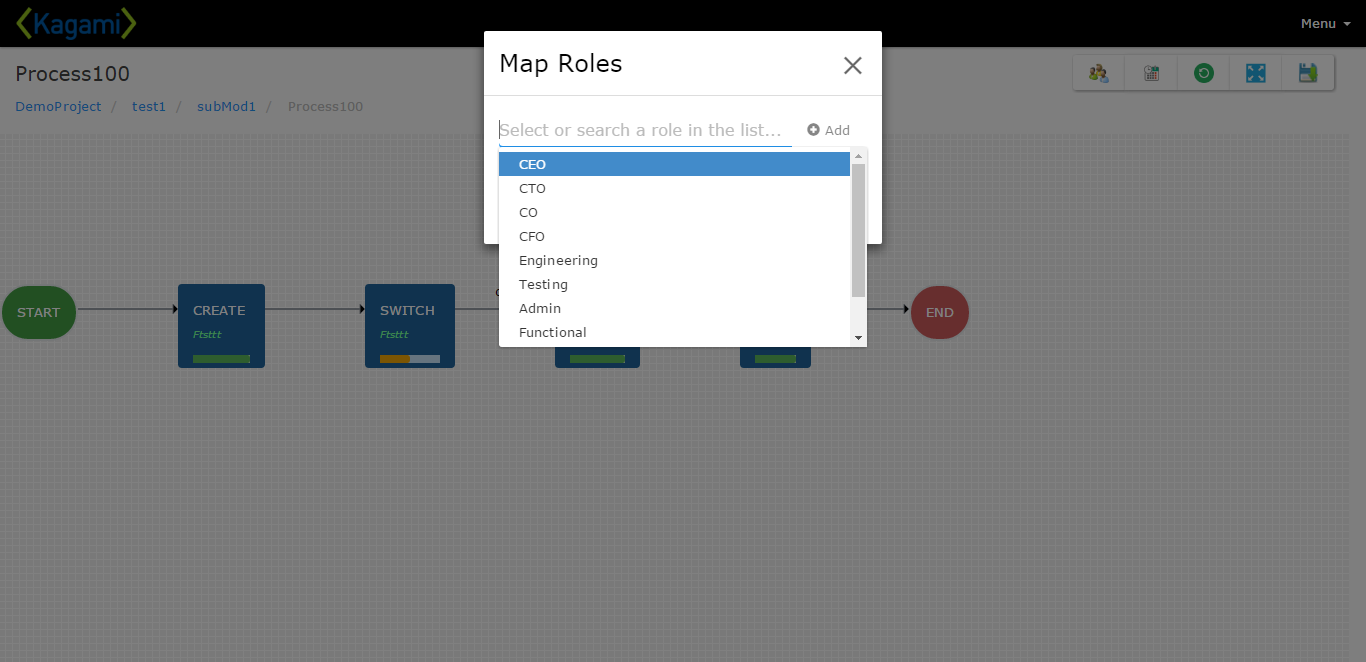 Kagami
Menu
Map Roles
Process100
DemoProject / test1 / subMod1 / Process100
Select or search a role in the list...
Add
CEO
CTO
CO
CFO
Engineering
Testing
Admin
Functional
START
CREATE
Ftsttt
SWITCH
Ftsttt
END